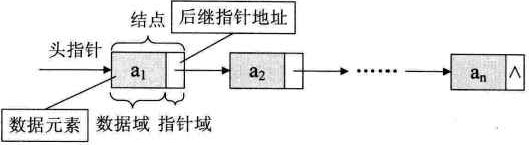 结点
后继指针地址
头指针
a1 a2 …… an ∧
数据元素 数据域 指针域